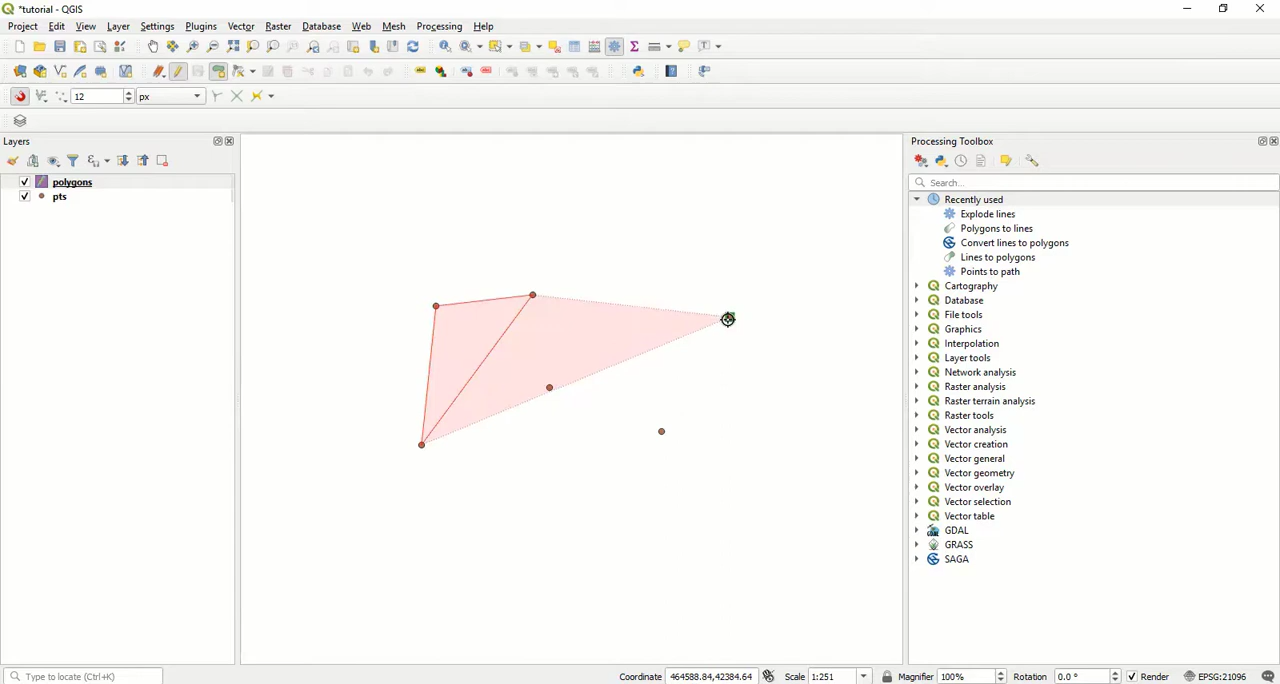 *tutorial - QGIS
Project Edit View Layer Settings Plugins Vector Raster Database Web Mesh Processing Help
12 px
Layers
polygons
pts
Processing Toolbox
Search...
Recently used
Explode lines
Polygons to lines
Convert lines to polygons
Lines to polygons
Points to path
Cartography
Database
File tools
Graphics
Interpolation
Layer tools
Network analysis
Raster analysis
Raster terrain analysis
Raster tools
Vector analysis
Vector creation
Vector general
Vector geometry
Vector overlay
Vector selection
Vector table
GDAL
GRASS
SAGA
Type to locate (Ctrl+K) Coordinate 464588.84,42384.64 Scale 1:251 Magnifier 100% Rotation 0.0 ° Render EPSG:21096